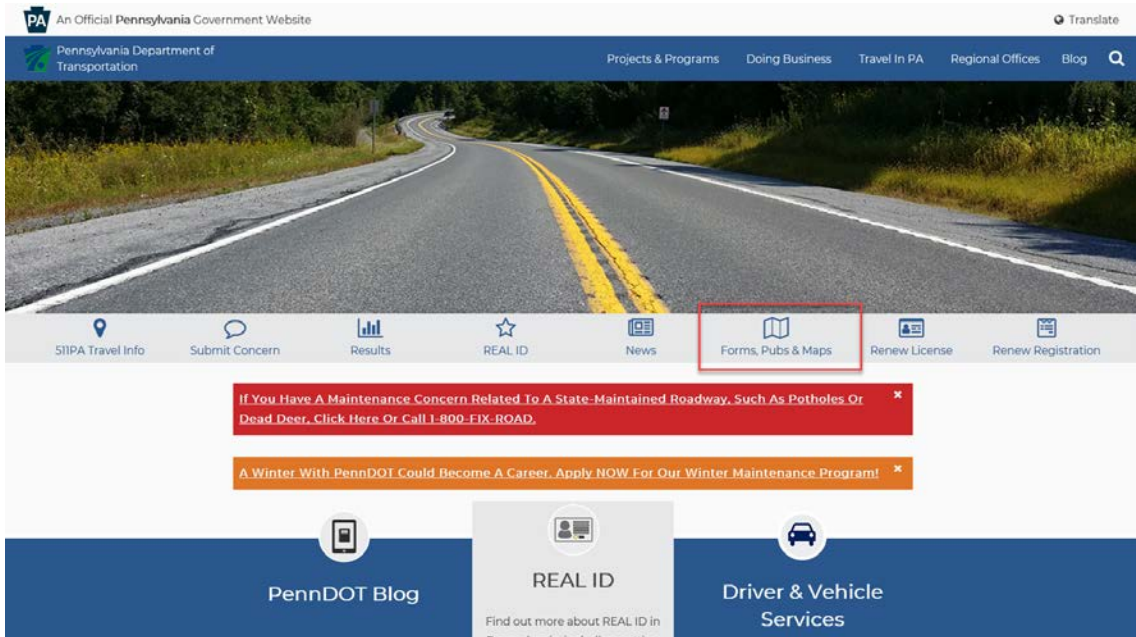 PA An Official Pennsylvania Government Website
Translate
Pennsylvania Department of
Transportation
Projects & Programs Doing Business Travel In PA Regional Offices Blog
511PA Travel Info Submit Concern Results REAL ID News Forms, Pubs & Maps Renew License Renew Registration
If You Have A Maintenance Concern Related To A State-Maintained Roadway, Such As Potholes Or
Dead Deer, Click Here Or Call 1-800-FIX-ROAD.
A Winter With PennDOT Could Become A Career. Apply NOW For Our Winter Maintenance Program!
PennDOT Blog
REAL ID
Find out more about REAL ID in
Driver & Vehicle
Services